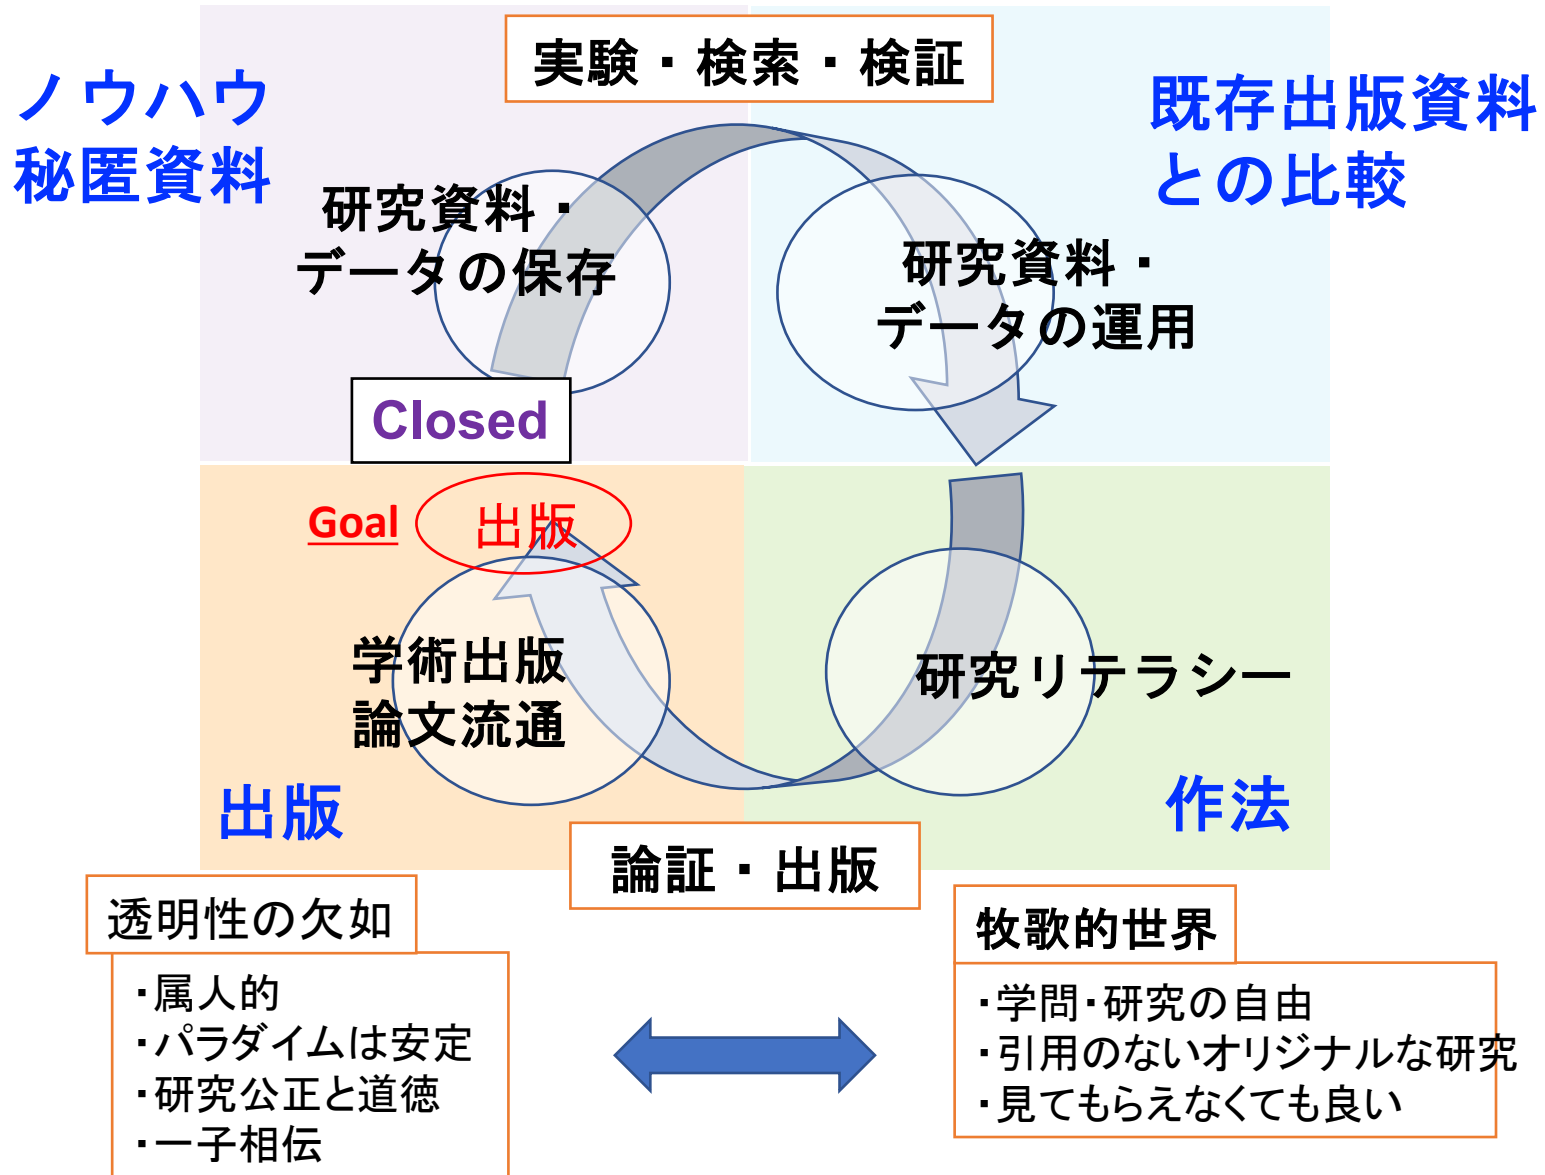 実験・検索・検証
ノウハウ
秘匿資料
既存出版資料
との比較
研究資料・
データの保存
研究資料・
データの運用
Closed
Goal
出版
学術出版
論文流通
研究リテラシー
出版
作法
論証・出版
透明性の欠如
・属人的
・パラダイムは安定
・研究公正と道徳
・一子相伝
牧歌的世界
・学問・研究の自由
・引用のないオリジナルな研究
・見てもらえなくても良い